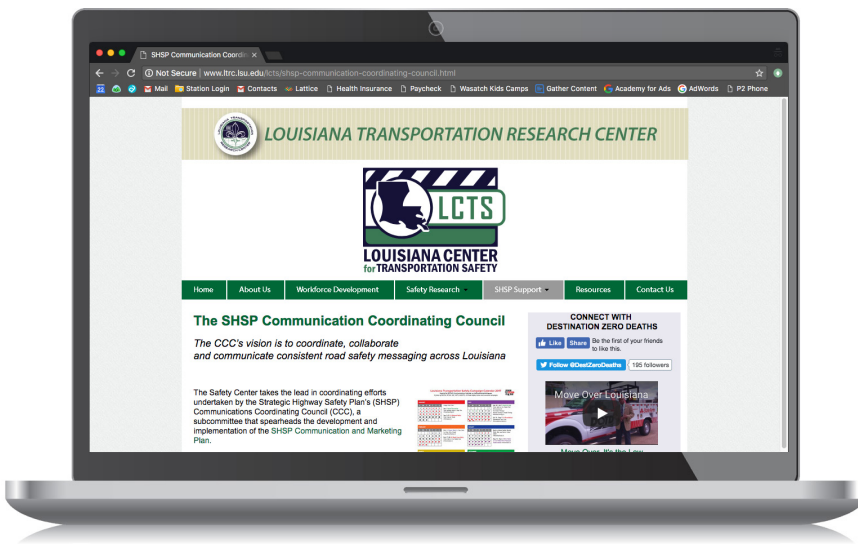 SHSP Communication Coordin
Not Secure | www.ltrc.lsu.edu/lcts/shsp-communication-coordinating-council.html
22 Mail Station Login Contacts Lattice Health Insurance Paycheck Wasatch Kids Camps Gather Content Academy for Ads AdWords P2 Phone
LOUISIANA TRANSPORTATION RESEARCH CENTER
LCTS
LOUISIANA CENTER
for TRANSPORTATION SAFETY
Home About Us Workforce Development Safety Research SHSP Support Resources Contact Us
The SHSP Communication Coordinating Council
The CCC's vision is to coordinate, collaborate
and communicate consistent road safety messaging across Louisiana
The Safety Center takes the lead in coordinating efforts
undertaken by the Strategic Highway Safety Plan's (SHSP)
Communications Coordinating Council (CCC), a
subcommittee that spearheads the development and
implementation of the SHSP Communication and Marketing
Plan.
CONNECT WITH
DESTINATION ZERO DEATHS
Like Share Be the first of your friends
to like this.
Follow @DestZeroDeaths 195 followers
Move Over Louisiana
Move Over, It's the Law